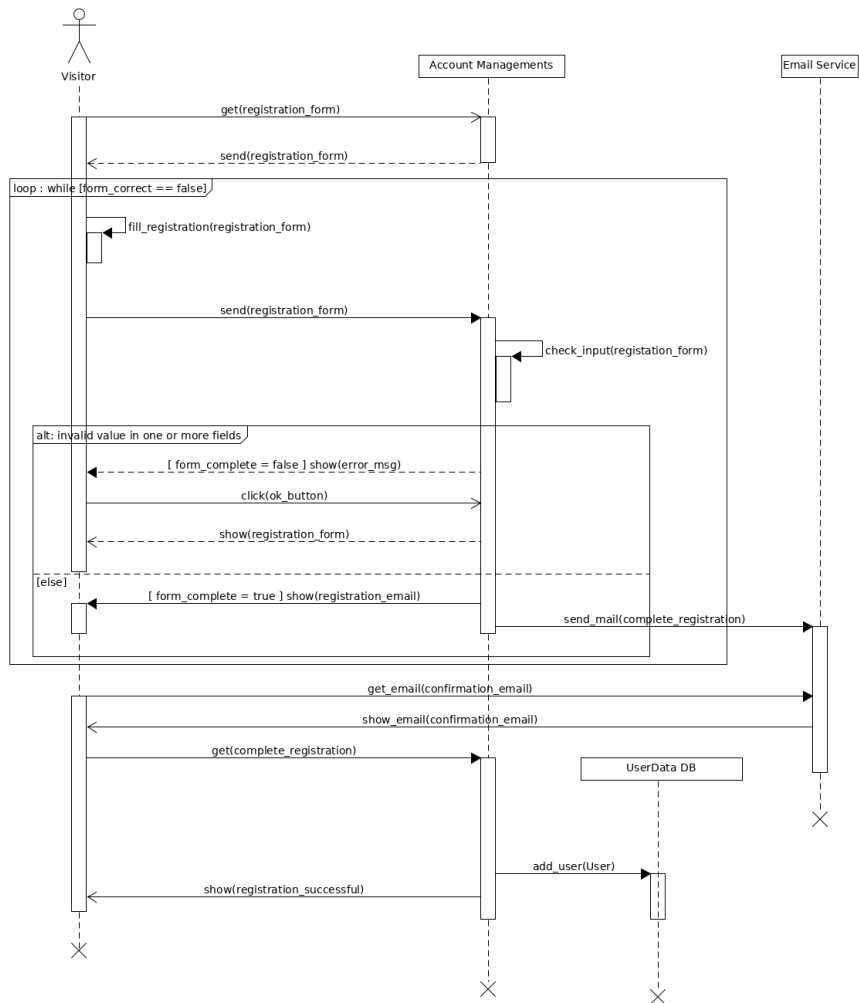 Visitor
Account Managements
Email Service
get(registration_form)
send(registration_form)
loop : while [form_correct == false]
fill_registration(registration_form)
send(registration_form)
check_input(registation_form)
alt: invalid value in one or more fields
[ form_complete = false ] show(error_msg)
click(ok_button)
show(registration_form)
[else]
[ form_complete = true ] show(registration_email)
send_mail(complete_registration)
get_email(confirmation_email)
show_email(confirmation_email)
get(complete_registration)
UserData DB
add_user(User)
show(registration_successful)